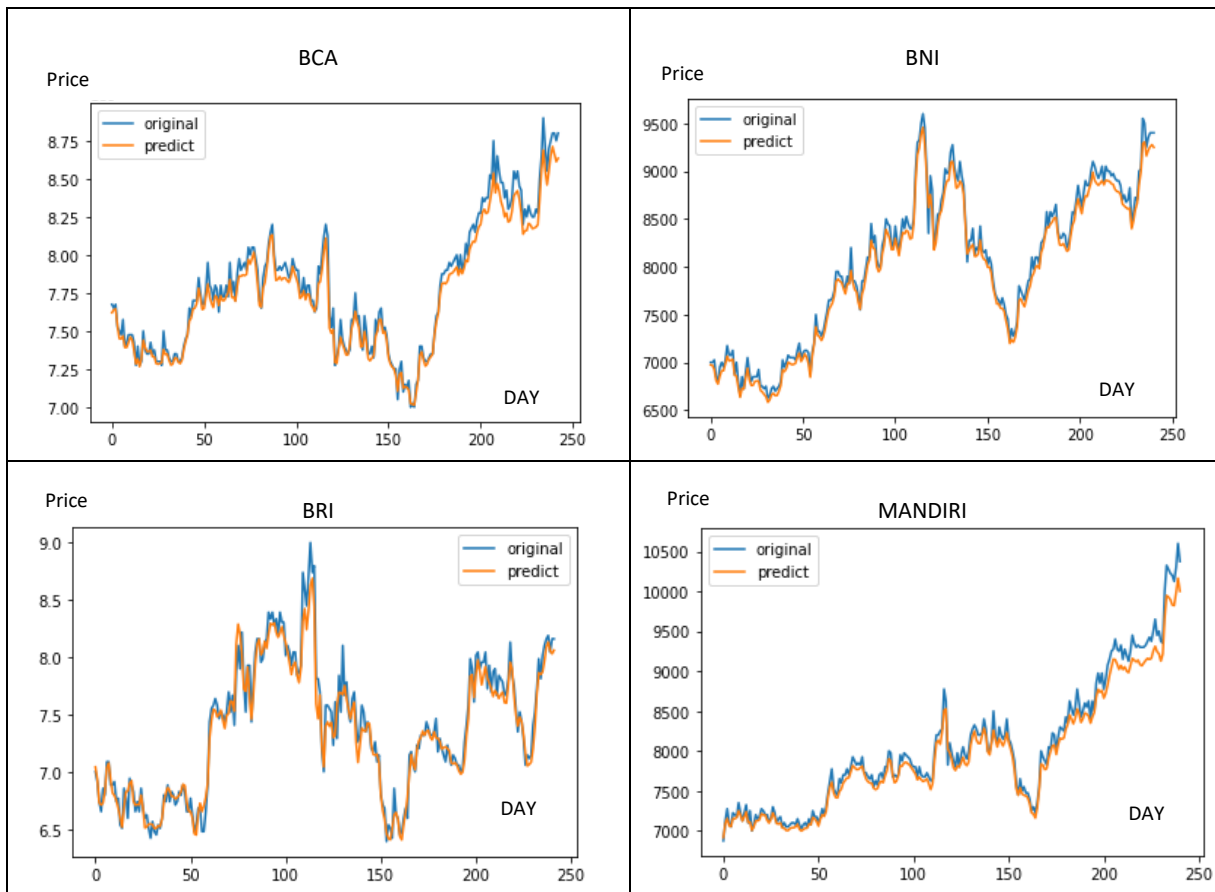 BCA
Price
original
predict
8.75
8.50
8.25
8.00
7.75
7.50
7.25
7.00
DAY
0 50 100 150 200 250
BNI
Price
original
predict
9500
9000
8500
8000
7500
7000
6500
DAY
0 50 100 150 200 250
Price
BRI
original
predict
9.0
8.5
8.0
7.5
7.0
6.5
DAY
0 50 100 150 200 250
Price
MANDIRI
original
predict
10500
10000
9500
9000
8500
8000
7500
7000
DAY
0 50 100 150 200 250